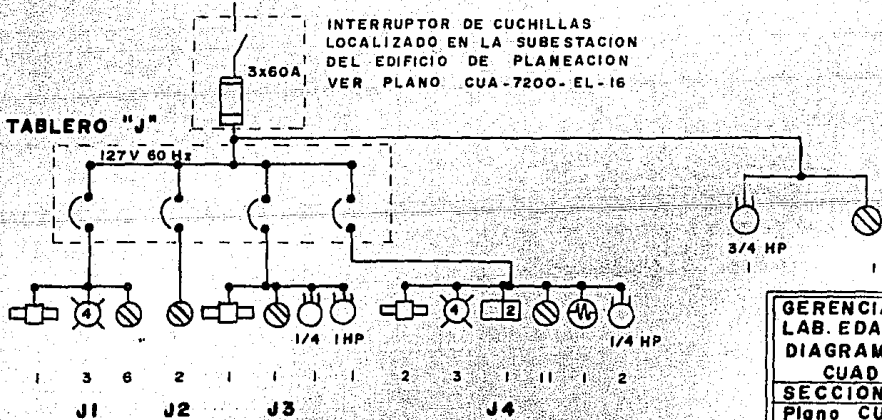 INTERRUPTOR DE CUCHILLAS
LOCALIZADO EN LA SUBESTACION
DEL EDIFICIO DE PLANEACION
VER PLANO CUA-7200-EL-16
3x60A
TABLERO "J"
127V 60 Hz
3/4 HP
1 1
4 4 2
1/4 1HP 1/4 HP
1 3 6 2 1 1 1 1 2 3 1 11 1 2
J1 J2 J3 J4
GERENCIA
LAB. EDA
DIAGRAM
CUAD
SECCION
Plano CU